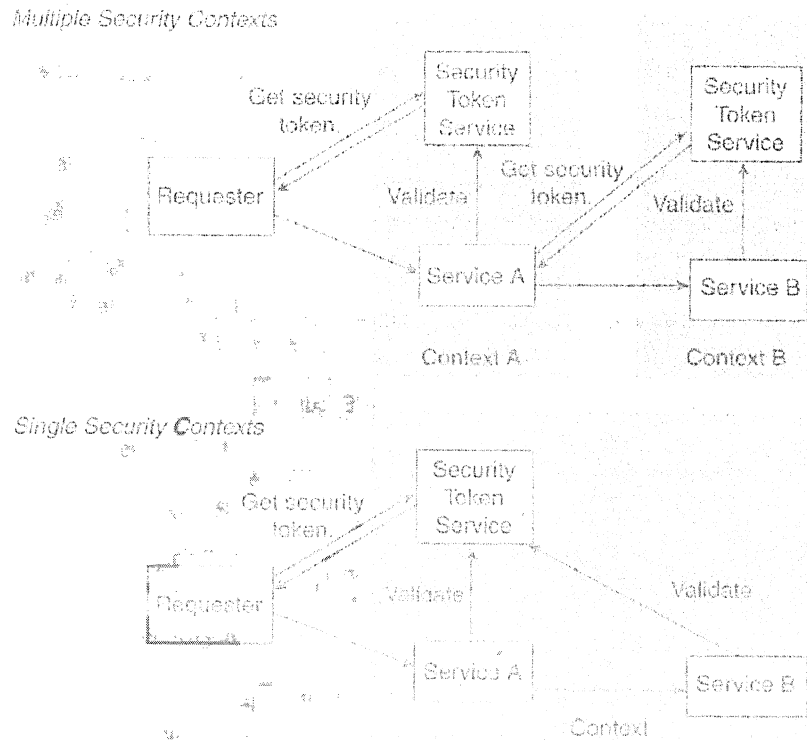 Multiple Security Contexts
Security
Token
Service
Get security
token.
Security
Token
Service
Requester
Validate
Get security
token.
Validate
Service A
Service B
Context A
Context B
Single Security Contexts
Security
Token
Service
Get security
token.
Requester
Validate
Validate
Service A
Service B
Context